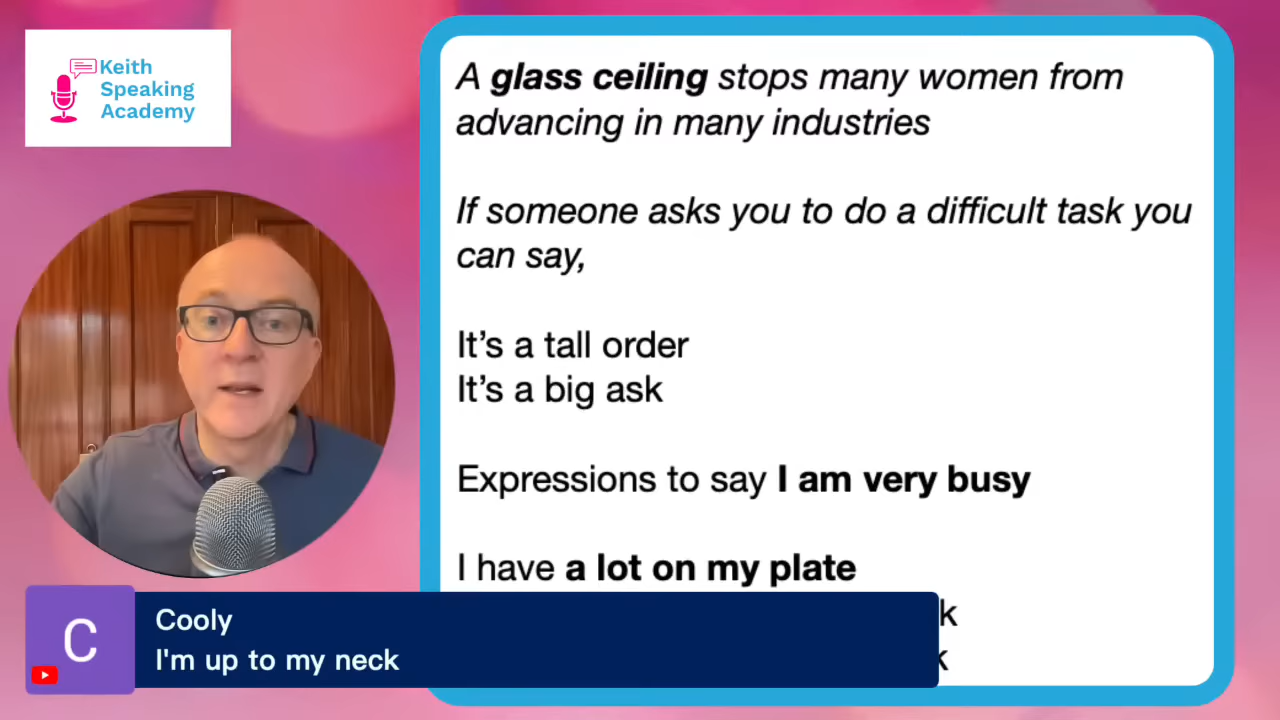 Keith
Speaking
Academy
A glass ceiling stops many women from
advancing in many industries
If someone asks you to do a difficult task you
can say,
It's a tall order
It's a big ask
Expressions to say I am very busy
I have a lot on my plate
k
k
C
Cooly
I'm up to my neck